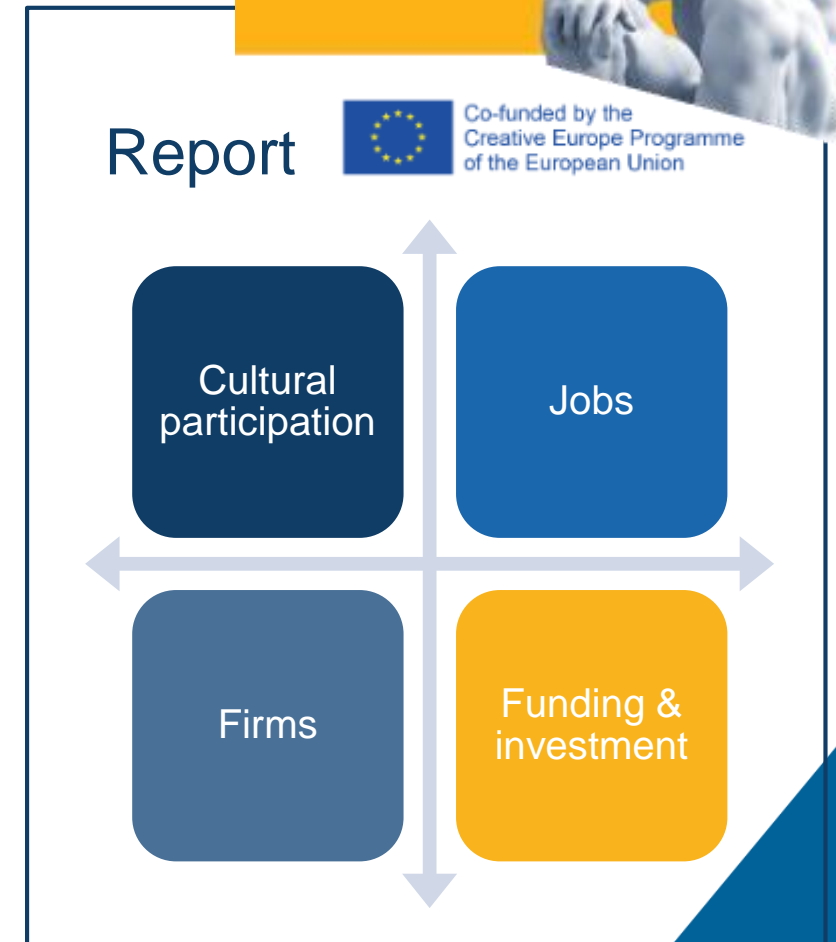 Report
Co-funded by the
Creative Europe Programme
of the European Union
Cultural
participation
Jobs
Firms
Funding &
investment